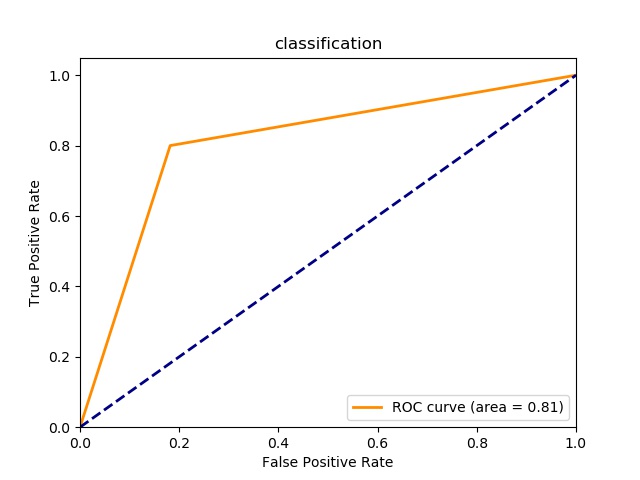 classification
True Positive Rate
1.0
0.8
0.6
0.4
0.2
0.0
ROC curve (area = 0.81)
0.0 0.2 0.4 0.6 0.8 1.0
False Positive Rate